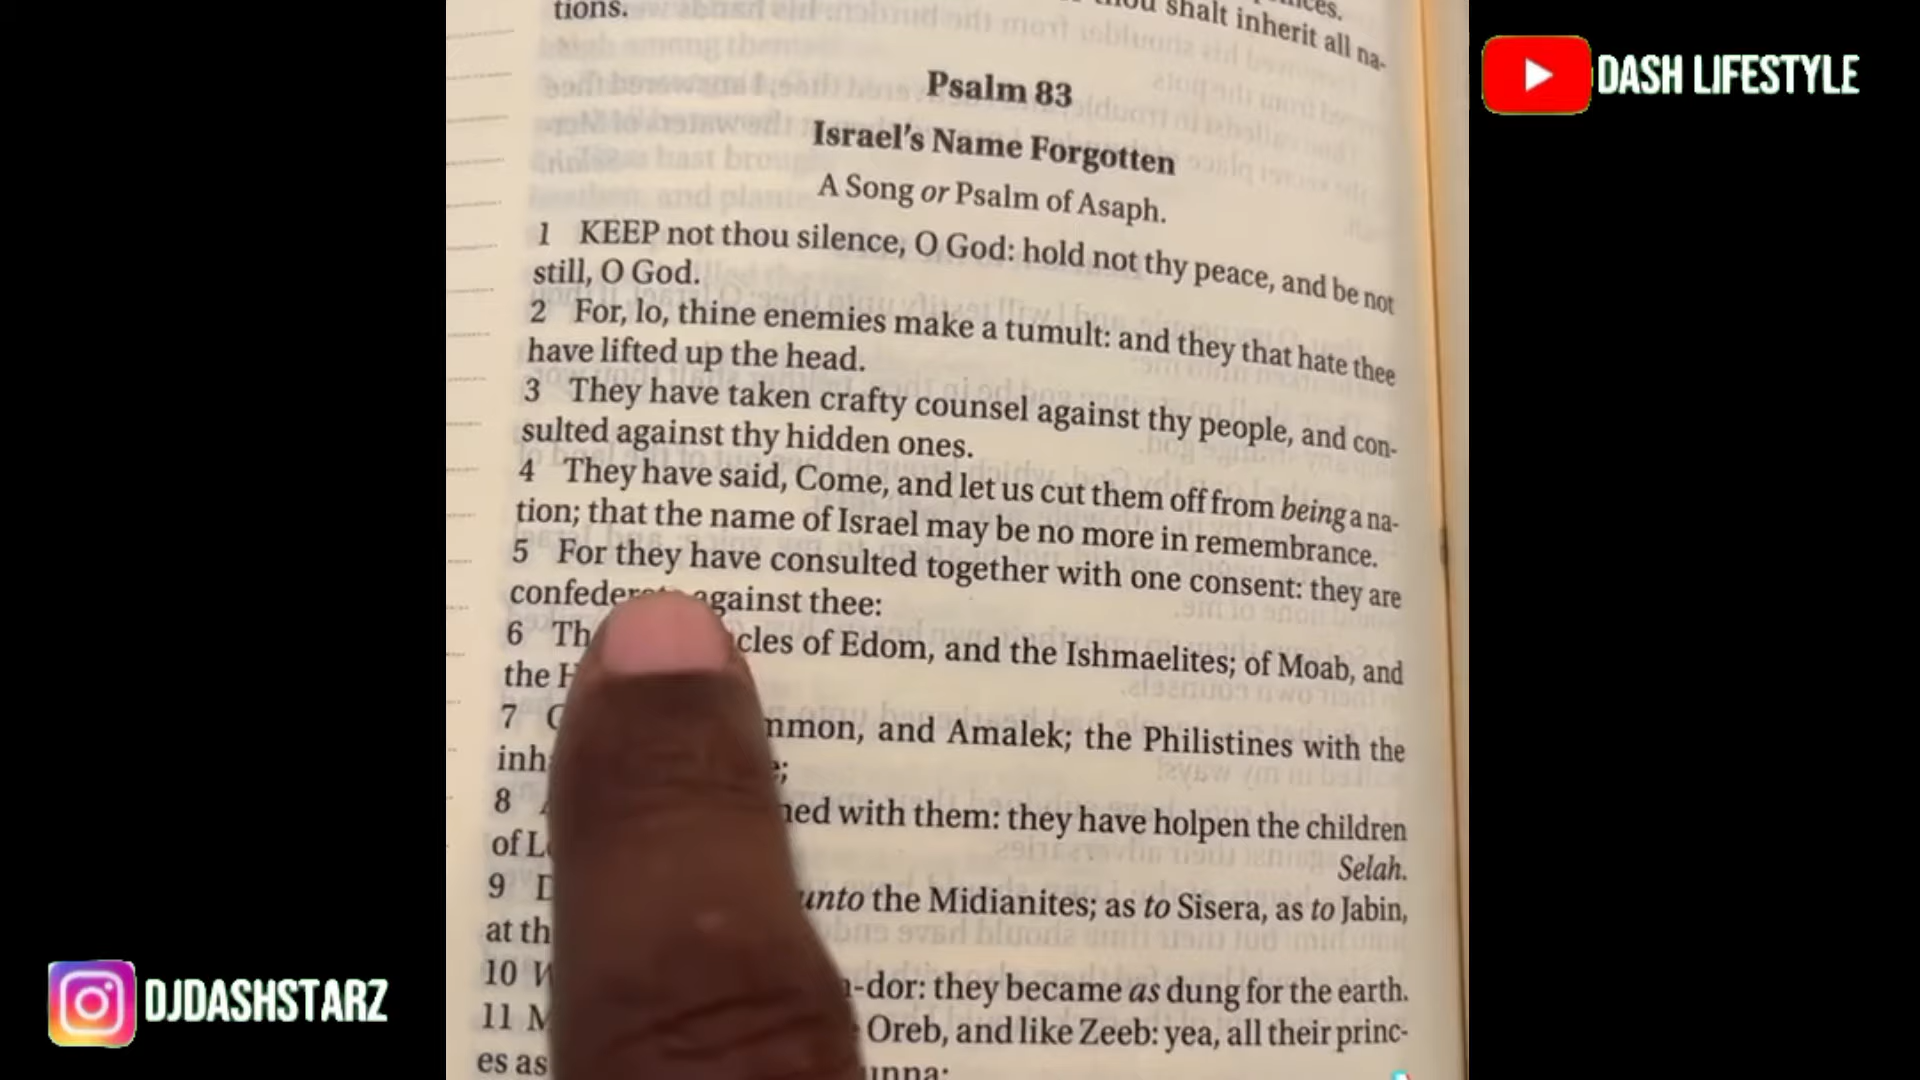 tions.
shalt inherit all na-
Psalm 83
Israel's Name Forgotten
A Song or Psalm of Asaph.
1 KEEP not thou silence, O God: hold not thy peace, and be not
still, O God.
2 For, lo, thine enemies make a tumult: and they that hate thee
have lifted up the head.
3 They have taken crafty counsel against thy people, and con-
sulted against thy hidden ones.
4 They have said, Come, and let us cut them off from being a na-
tion; that the name of Israel may be no more in remembrance.
5 For they have consulted together with one consent: they are
against thee:
6 of Edom, and the Ishmaelites; of Moab, and
the
7 and Amalek; the Philistines with the
8 with them: they have holpen the children
of
Selah.
9 unto the Midianites; as to Sisera, as to Jabin,
at
10 they became as dung for the earth.
11 Oreb, and like Zeeb: yea, all their princ-
es as
DASH LIFESTYLE
DJDASHSTARZ